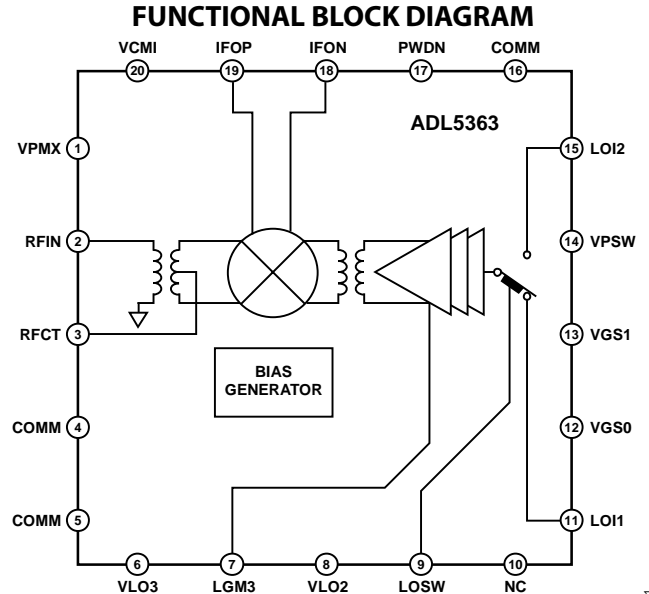 FUNCTIONAL BLOCK DIAGRAM
VCMI IFOP IFON PWDN COMM
20 19 18 17 16
ADL5363
VPMX 1
15 LOI2
RFIN 2
14 VPSW
RFCT 3
13 VGS1
BIAS
GENERATOR
COMM 4
12 VGS0
COMM 5
11 LOI1
6 7 8 9 10
VLO3 LGM3 VLO2 LOSW NC